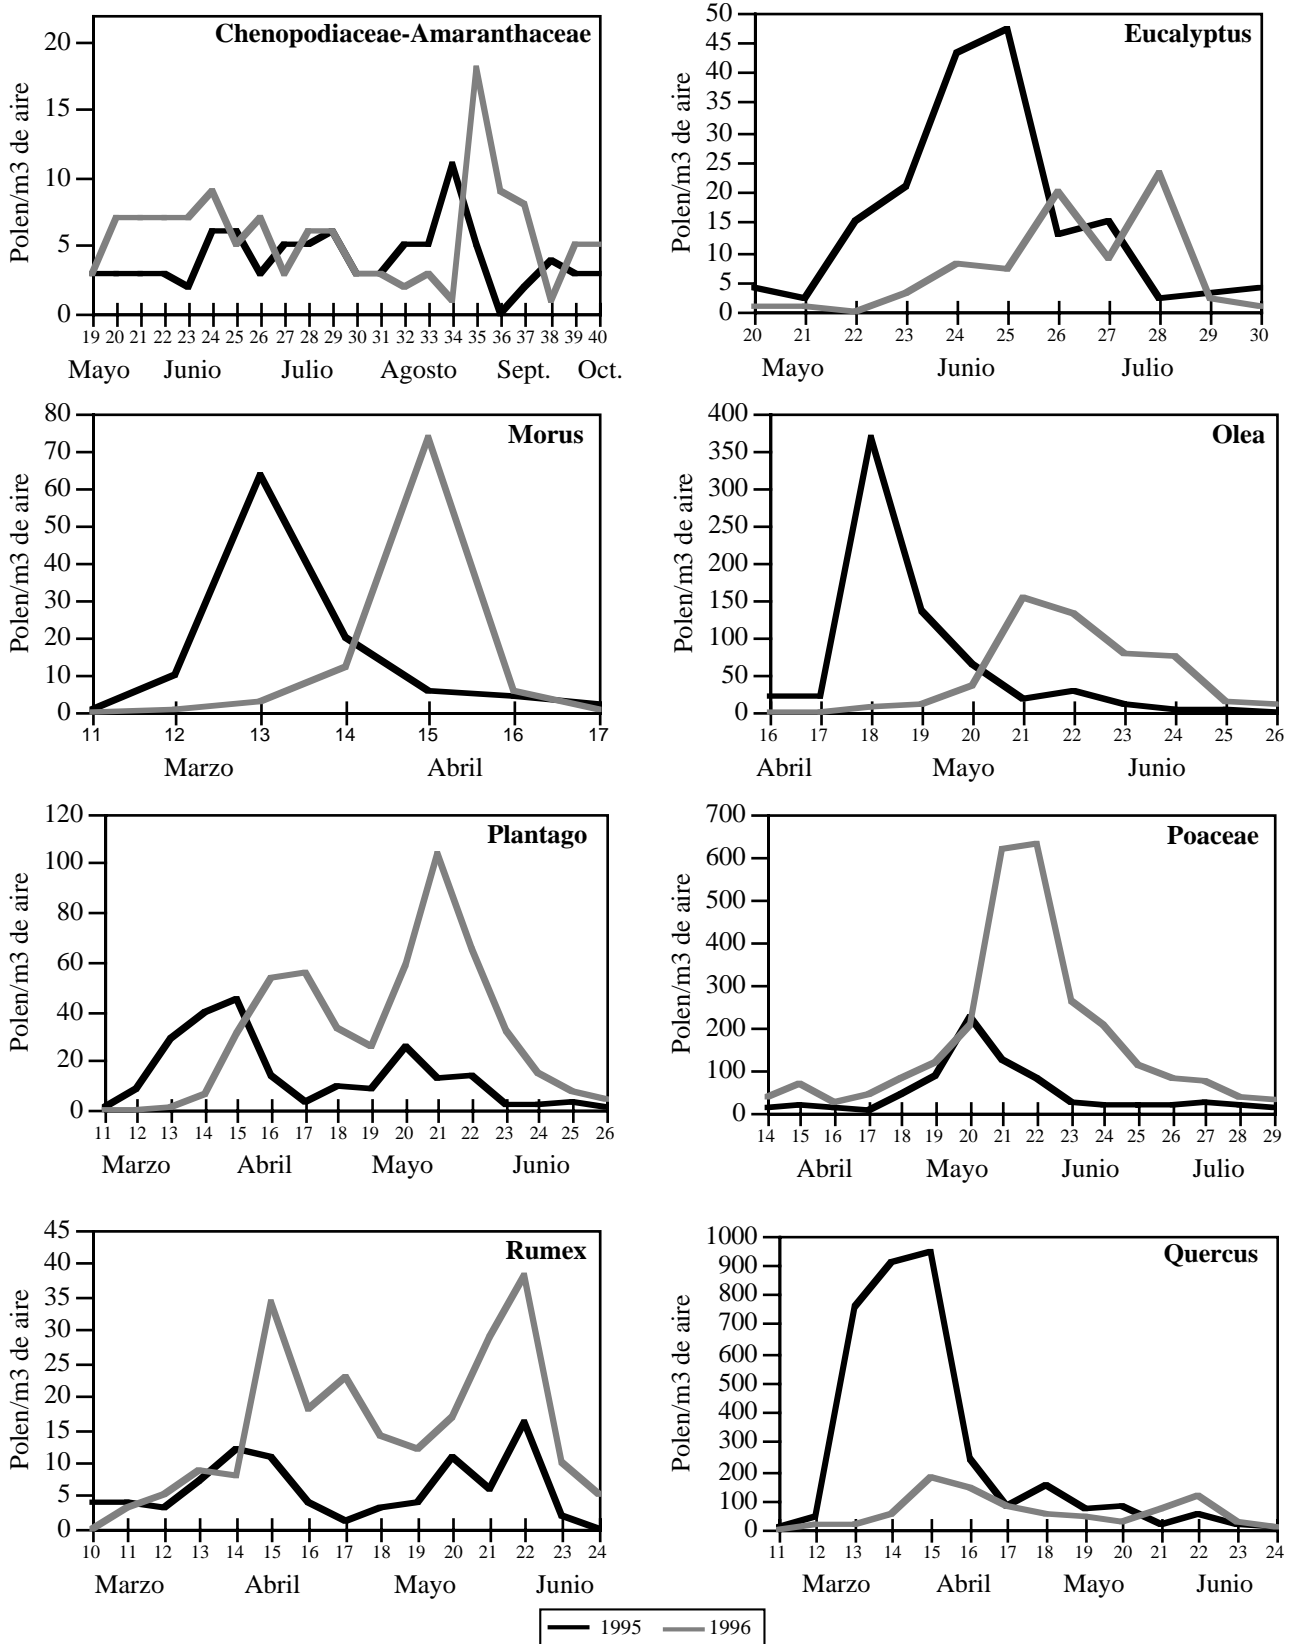 Chenopodiaceae-Amaranthaceae
Polen/m3 de aire
20
15
10
5
0
19 20 21 22 23 24 25 26 27 28 29 30 31 32 33 34 35 36 37 38 39 40
Mayo Junio Julio Agosto Sept. Oct.
Eucalyptus
Polen/m3 de aire
50
45
40
35
30
25
20
15
10
5
0
20 21 22 23 24 25 26 27 28 29 30
Mayo Junio Julio
Morus
Polen/m3 de aire
80
70
60
50
40
30
20
10
0
11 12 13 14 15 16 17
Marzo Abril
Olea
Polen/m3 de aire
400
350
300
250
200
150
100
50
0
16 17 18 19 20 21 22 23 24 25 26
Abril Mayo Junio
Plantago
Polen/m3 de aire
120
100
80
60
40
20
0
11 12 13 14 15 16 17 18 19 20 21 22 23 24 25 26
Marzo Abril Mayo Junio
Poaceae
Polen/m3 de aire
700
600
500
400
300
200
100
0
14 15 16 17 18 19 20 21 22 23 24 25 26 27 28 29
Abril Mayo Junio Julio
Rumex
Polen/m3 de aire
45
40
35
30
25
20
15
10
5
0
10 11 12 13 14 15 16 17 18 19 20 21 22 23 24
Marzo Abril Mayo Junio
Quercus
Polen/m3 de aire
1000
900
800
700
600
500
400
300
200
100
0
11 12 13 14 15 16 17 18 19 20 21 22 23 24
Marzo Abril Mayo Junio
1995 1996